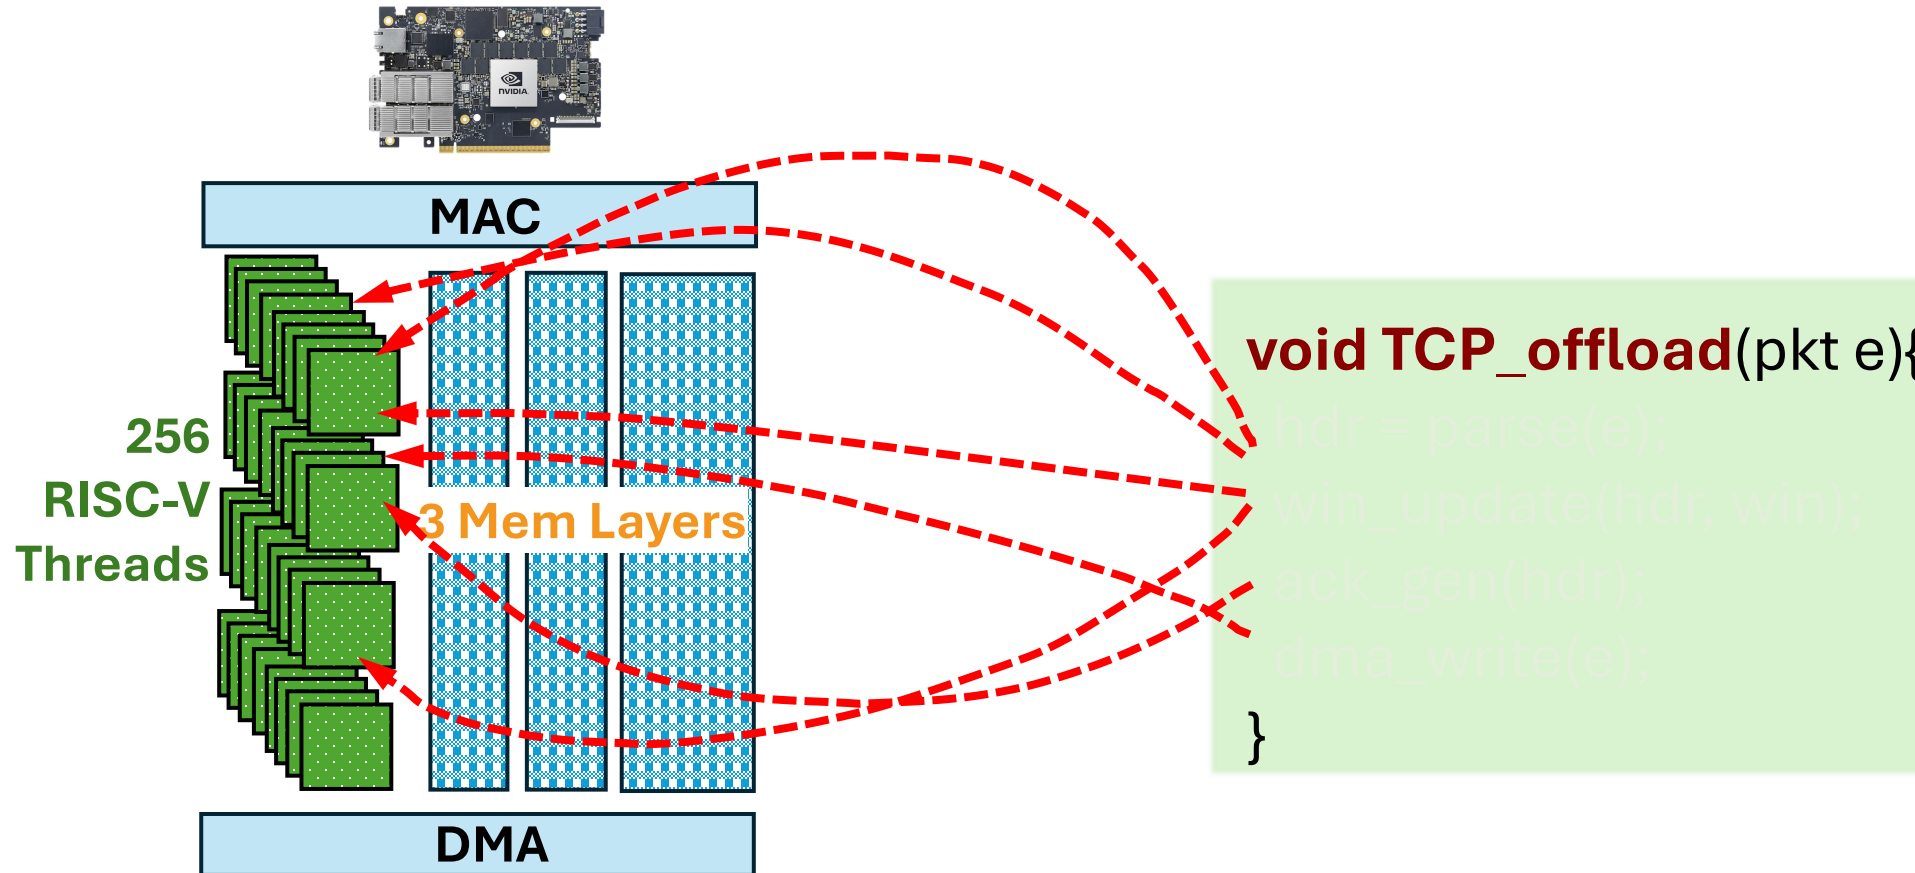 NVIDIA
MAC
256
RISC-V
Threads
3 Mem Layers
DMA
void TCP_offload(pkt e){
hdr = parse(e);
win_update(hdr, win);
ack_gen(hdr);
dma_write(e);
}